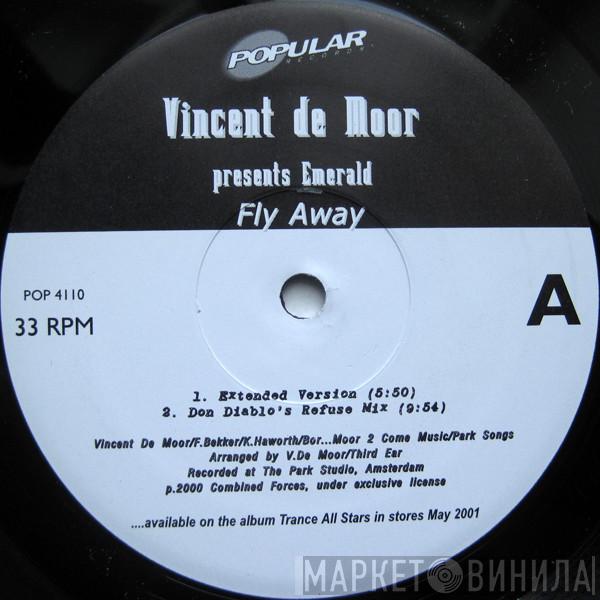 POPULAR
RECORDS
Vincent de Moor
presents Emerald
Fly Away
POP 4110
33 RPM
A
1. Extended Version (5:50)
2. Don Diablo's Refuse Mix (9:54)
Vincent De Moor/F.Bekker/K.Haworth/Bor...Moor 2 Come Music/Park Songs
Arranged by V.De Moor/Third Ear
Recorded at The Park Studio, Amsterdam
p.2000 Combined Forces, under exclusive license
....available on the album Trance All Stars in stores May 2001
МАРКЕТ ВИНИЛА